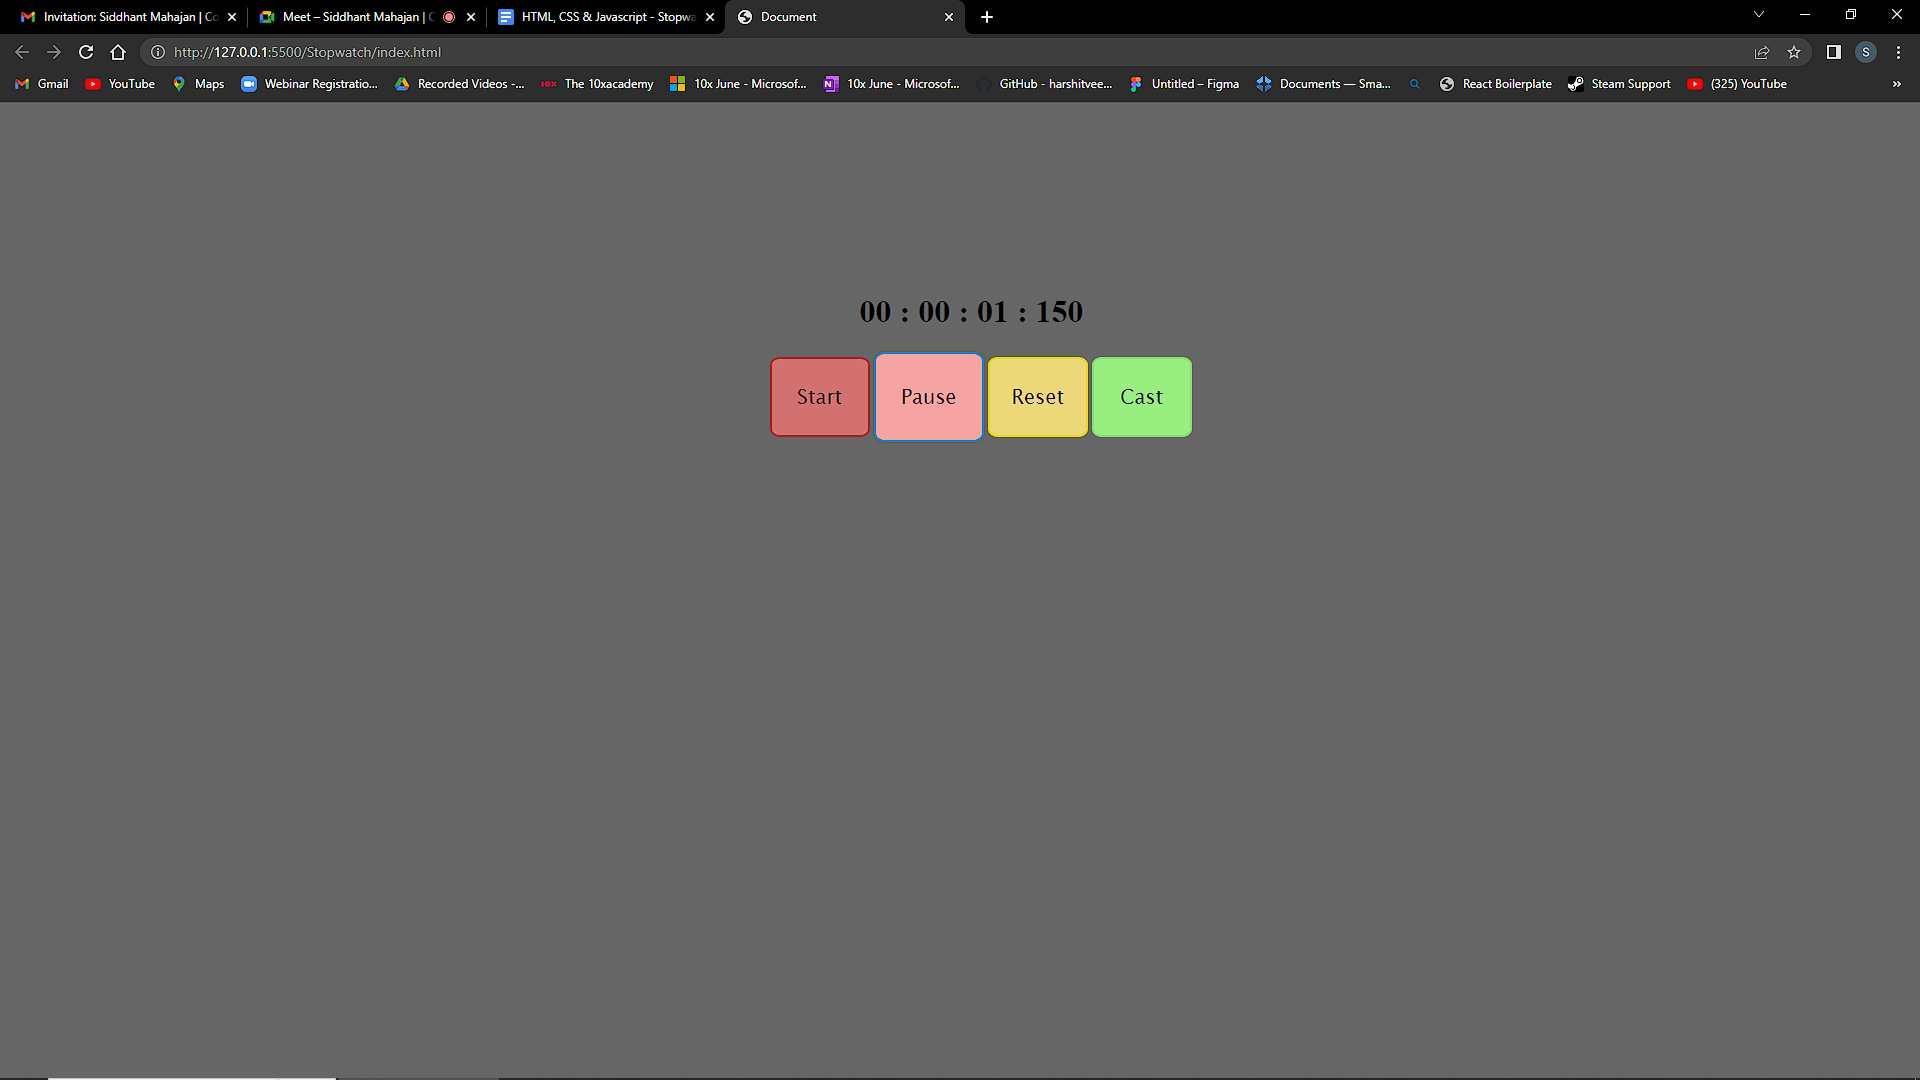 Invitation: Siddhant Mahajan | Co
Meet – Siddhant Mahajan | C
HTML, CSS & Javascript - Stopwa
Document
http://127.0.0.1:5500/Stopwatch/index.html
S
Gmail
YouTube
Maps
Webinar Registratio...
Recorded Videos -...
The 10xacademy
10x June - Microsof...
10x June - Microsof...
GitHub - harshitvee...
Untitled – Figma
Documents — Sma...
React Boilerplate
Steam Support
(325) YouTube
»
00 : 00 : 01 : 150
Start
Pause
Reset
Cast